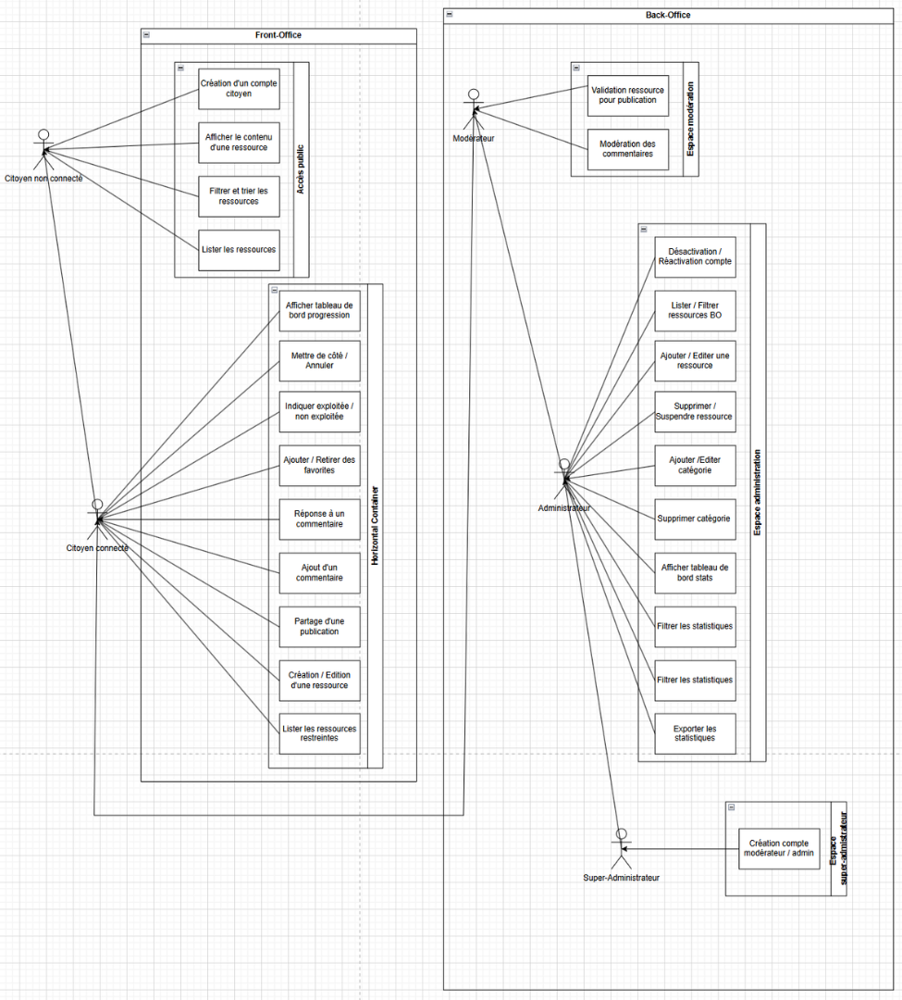 Front-Office
Création d'un compte
citoyen
Afficher le contenu
d'une ressource
Filtrer et trier les
ressources
Lister les ressources
Accès public
Citoyen non connecté
Afficher tableau de
bord progression
Mettre de côté /
Annuler
Indiquer exploitée /
non exploitée
Ajouter / Retirer des
favorites
Réponse à un
commentaire
Ajout d'un
commentaire
Partage d'une
publication
Création / Edition
d'une ressource
Lister les ressources
restreintes
Horizontal Container
Citoyen connecté
Back-Office
Modérateur
Validation ressource
pour publication
Modération des
commentaires
Espace modération
Désactivation /
Réactivation compte
Lister / Filtrer
ressources BO
Ajouter / Editer une
ressource
Supprimer /
Suspendre ressource
Ajouter /Editer
catégorie
Supprimer catégorie
Afficher tableau de
bord stats
Filtrer les statistiques
Filtrer les statistiques
Exporter les
statistiques
Espace administration
Administrateur
Super-Administrateur
Création compte
modérateur / admin
Espace
super-admistrateur